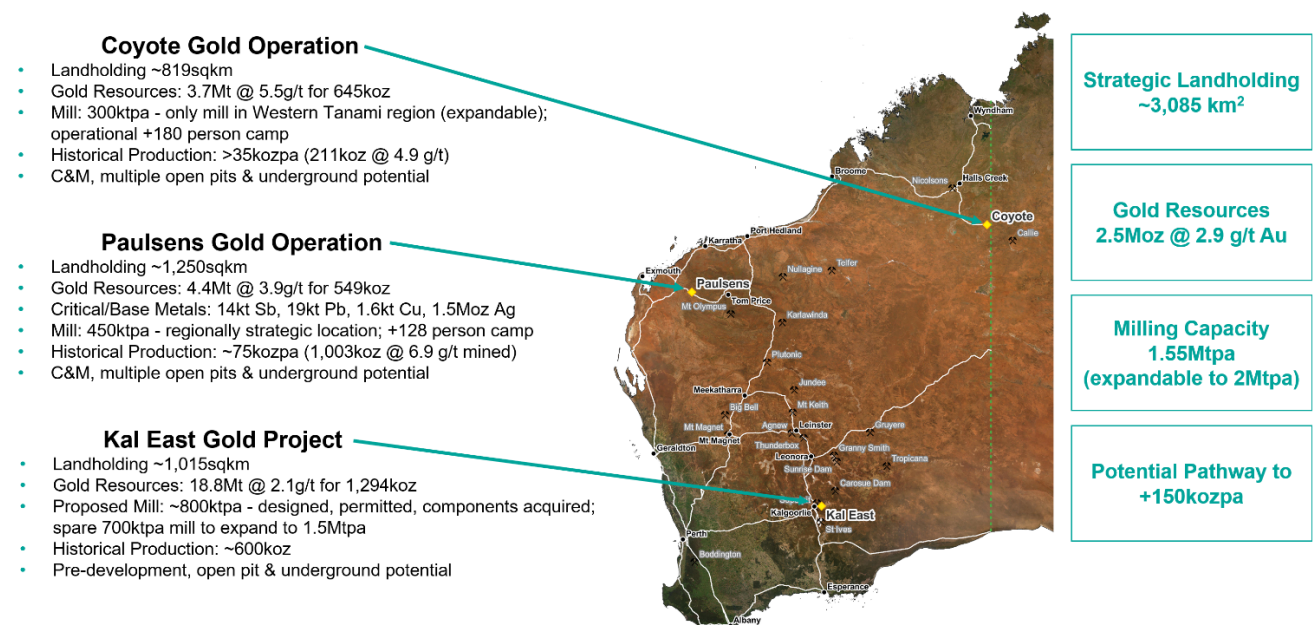 Coyote Gold Operation
• Landholding ~819sqkm
• Gold Resources: 3.7Mt @ 5.5g/t for 645koz
• Mill: 300ktpa - only mill in Western Tanami region (expandable);
operational +180 person camp
• Historical Production: >35kozpa (211koz @ 4.9 g/t)
• C&M, multiple open pits & underground potential
Paulsens Gold Operation
• Landholding ~1,250sqkm
• Gold Resources: 4.4Mt @ 3.9g/t for 549koz
• Critical/Base Metals: 14kt Sb, 19kt Pb, 1.6kt Cu, 1.5Moz Ag
• Mill: 450ktpa - regionally strategic location; +128 person camp
• Historical Production: ~75kozpa (1,003koz @ 6.9 g/t mined)
• C&M, multiple open pits & underground potential
Kal East Gold Project
• Landholding ~1,015sqkm
• Gold Resources: 18.8Mt @ 2.1g/t for 1,294koz
• Proposed Mill: ~800ktpa - designed, permitted, components acquired;
spare 700ktpa mill to expand to 1.5Mtpa
• Historical Production: ~600koz
• Pre-development, open pit & underground potential
Wyndham
Broome
Nicolsons
Halls Creek
Coyote
Callie
Port Hedland
Karratha
Exmouth
Nullagine
Telfer
Paulsens
Tom Price
Mt Olympus
Karlawinda
Plutonic
Meekatharra
Jundee
Big Bell
Mt Keith
Mt Magnet
Mt Magnet
Agnew
Leinster
Gruyere
Geraldton
Thunderbox
Leonora
Granny Smith
Sunrise Dam
Tropicana
Carosue Dam
Kalgoorlie
Kal East
St Ives
Perth
Boddington
Esperance
Albany
Strategic Landholding
~3,085 km²
Gold Resources
2.5Moz @ 2.9 g/t Au
Milling Capacity
1.55Mtpa
(expandable to 2Mtpa)
Potential Pathway to
+150kozpa